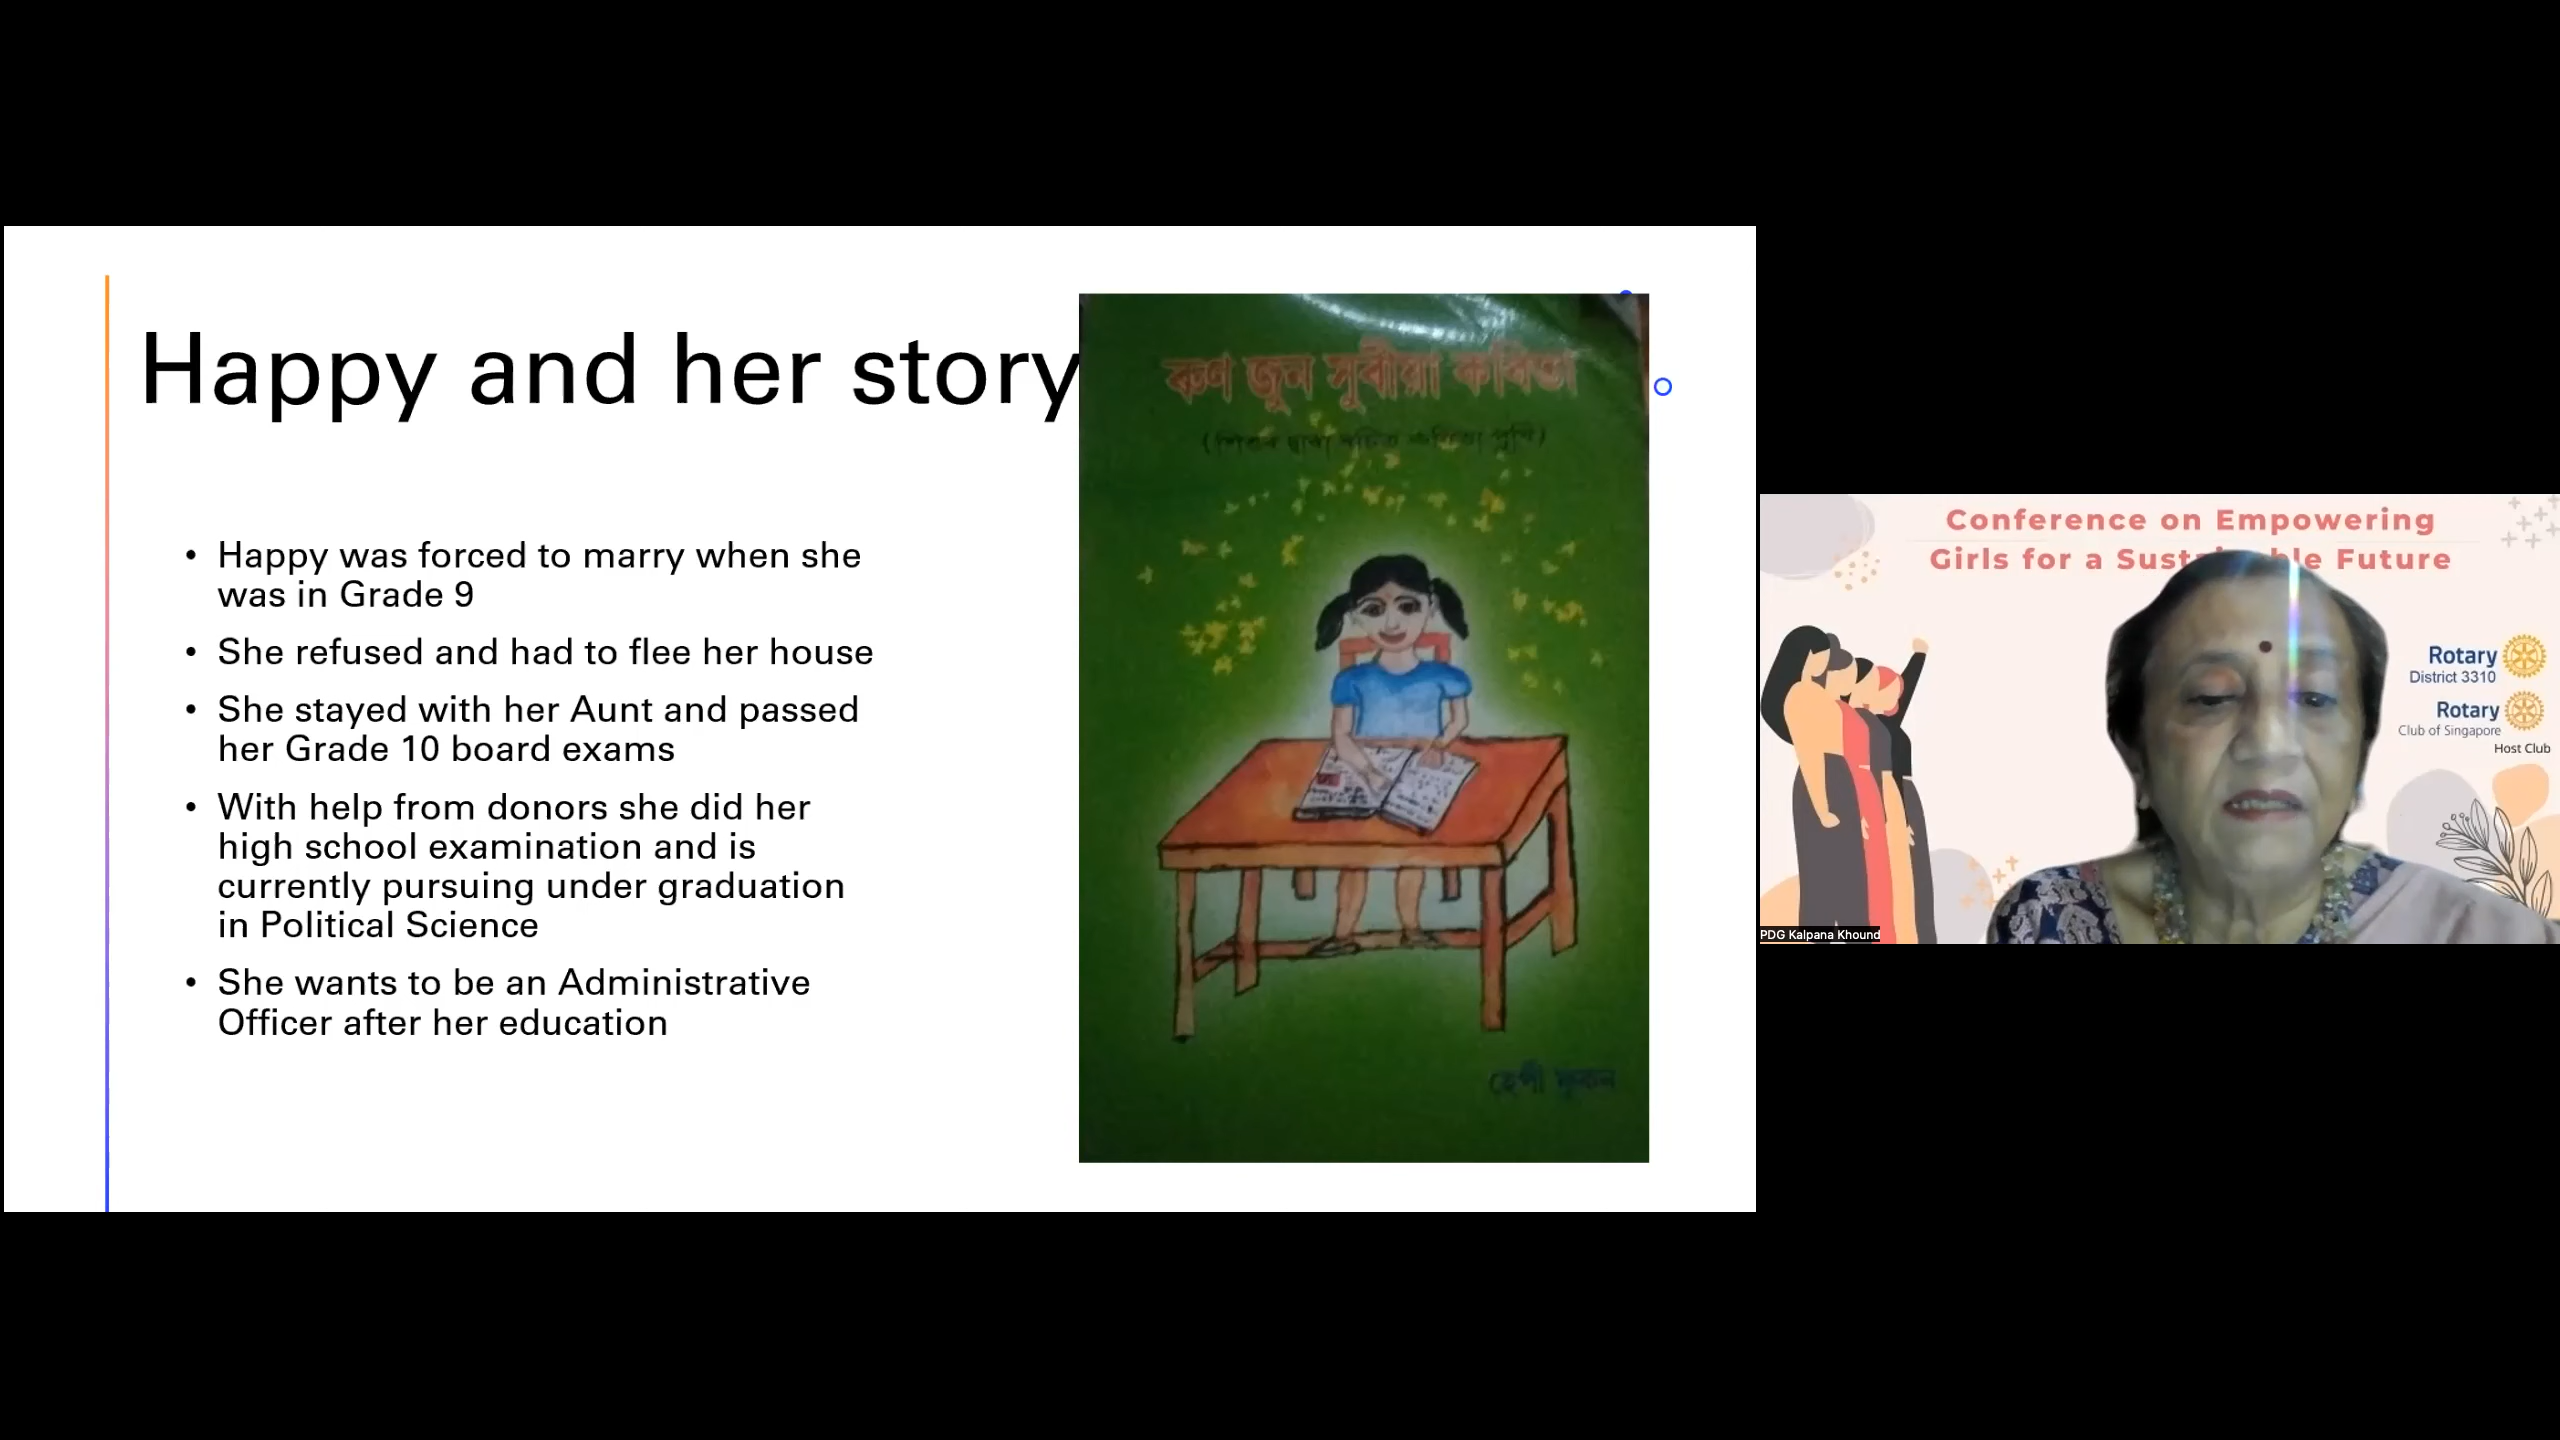 Happy and her story
• Happy was forced to marry when she
was in Grade 9
• She refused and had to flee her house
• She stayed with her Aunt and passed
her Grade 10 board exams
• With help from donors she did her
high school examination and is
currently pursuing under graduation
in Political Science
• She wants to be an Administrative
Officer after her education
ৰুণ জুন সুবীয়া কবিতা
(শিশুৰ দ্বাৰা ৰচিত কবিতা পুথি)
হেপী ফুকন
Conference on Empowering
Girls for a Future
Rotary
District 3310
Rotary
Club of Singapore
Host Club
PDG Kalpana Khound